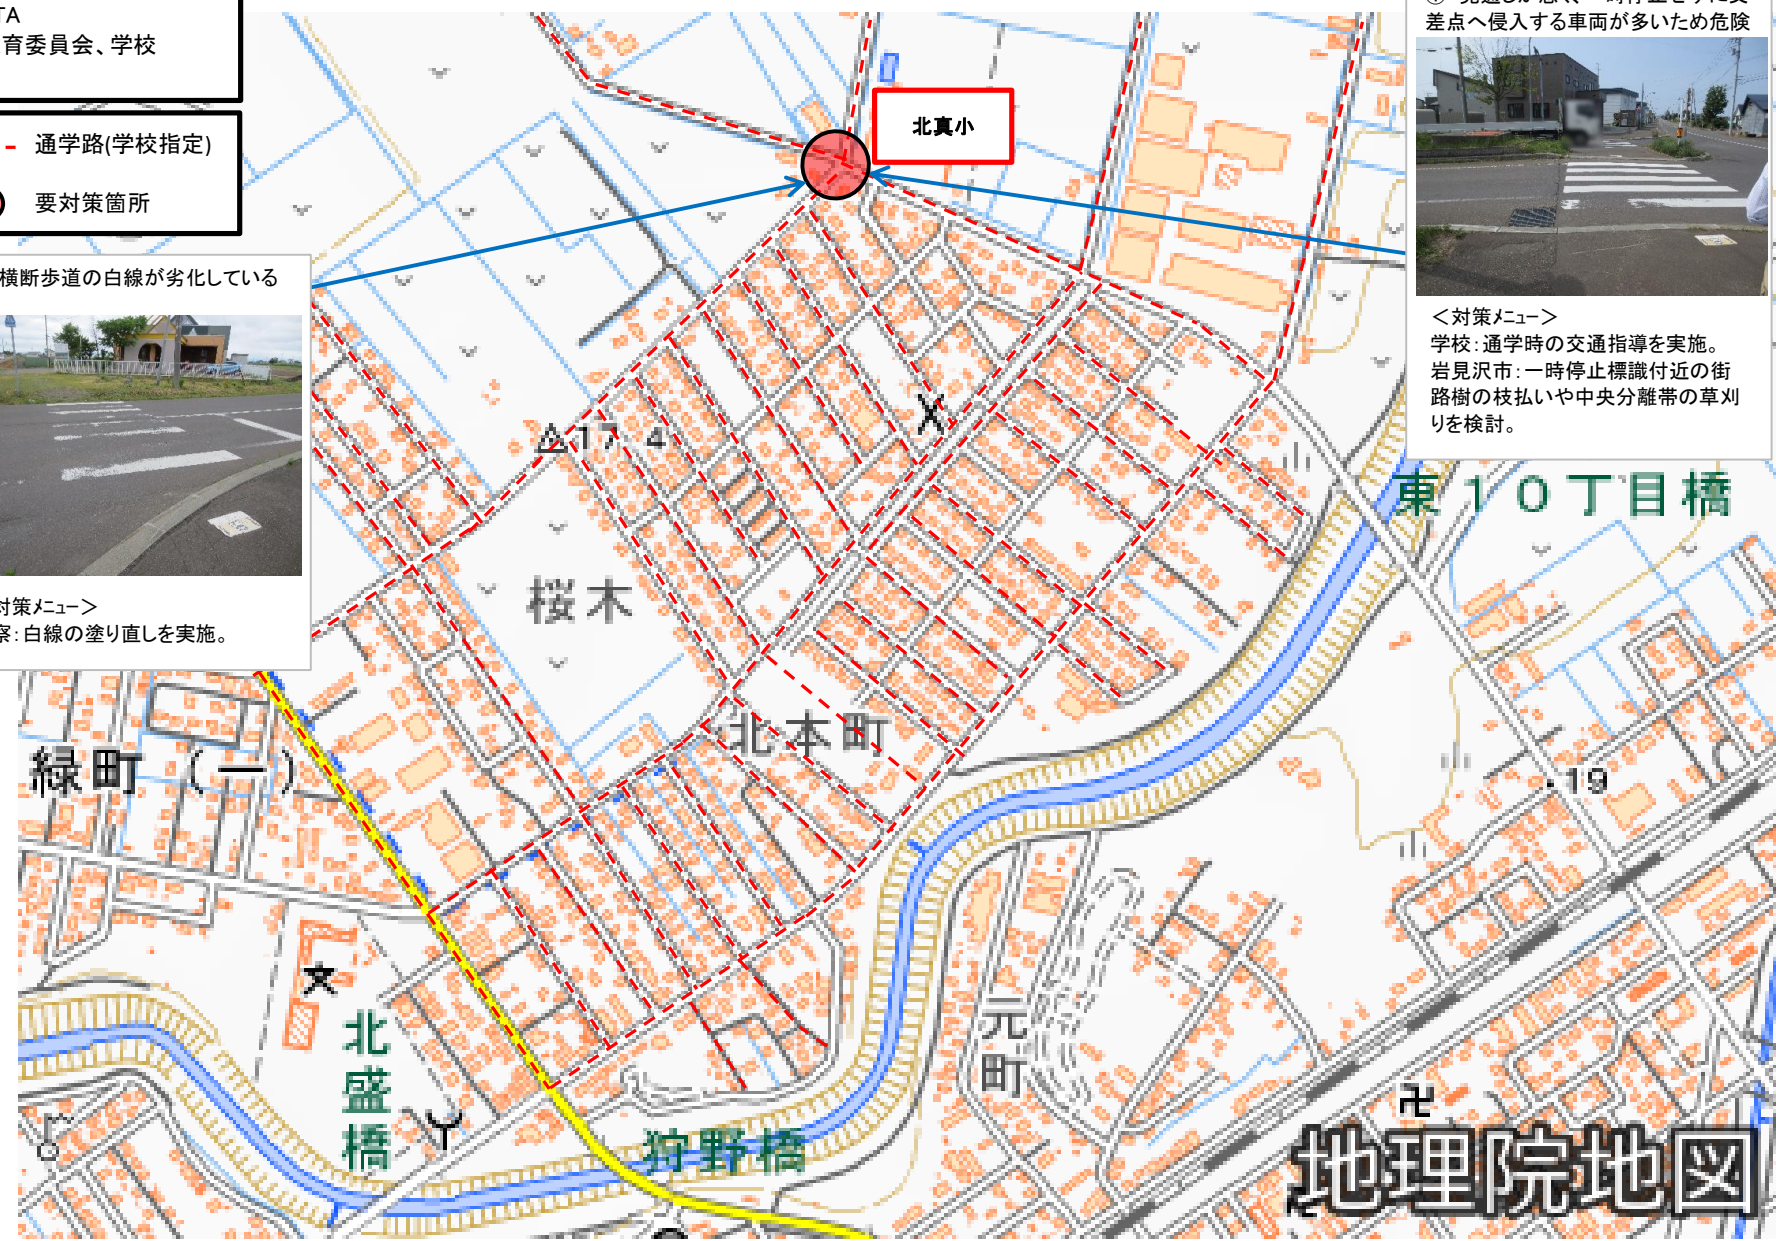 TA
育委員会、学校
通学路(学校指定)
要対策箇所
横断歩道の白線が劣化している
対策メニュー＞
察：白線の塗り直しを実施。
北真小
差点へ侵入する車両が多いため危険
＜対策メニュー＞
学校：通学時の交通指導を実施。
岩見沢市：一時停止標識付近の街
路樹の枝払いや中央分離帯の草刈
りを検討。
17.4
東10丁目橋
桜木
北本町
緑町(一)
19
元町
北盛橋
狩野橋
地理院地図